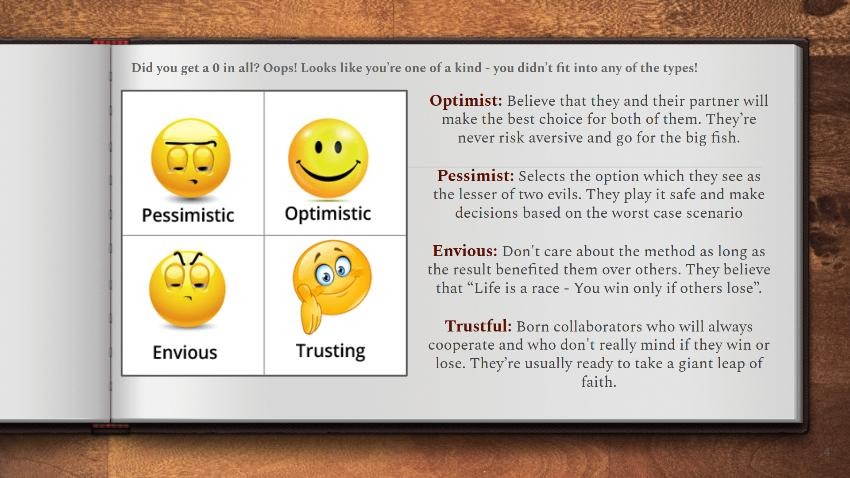 Did you get a 0 in all? Oops! Looks like you're one of a kind - you didn't fit into any of the types!
Pessimistic
Optimistic
Envious
Trusting
Optimist: Believe that they and their partner will
make the best choice for both of them. They're
never risk aversive and go for the big fish.
Pessimist: Selects the option which they see as
the lesser of two evils. They play it safe and make
decisions based on the worst case scenario
Envious: Don't care about the method as long as
the result benefited them over others. They believe
that “Life is a race - You win only if others lose”.
Trustful: Born collaborators who will always
cooperate and who don't really mind if they win or
lose. They're usually ready to take a giant leap of
faith.
4